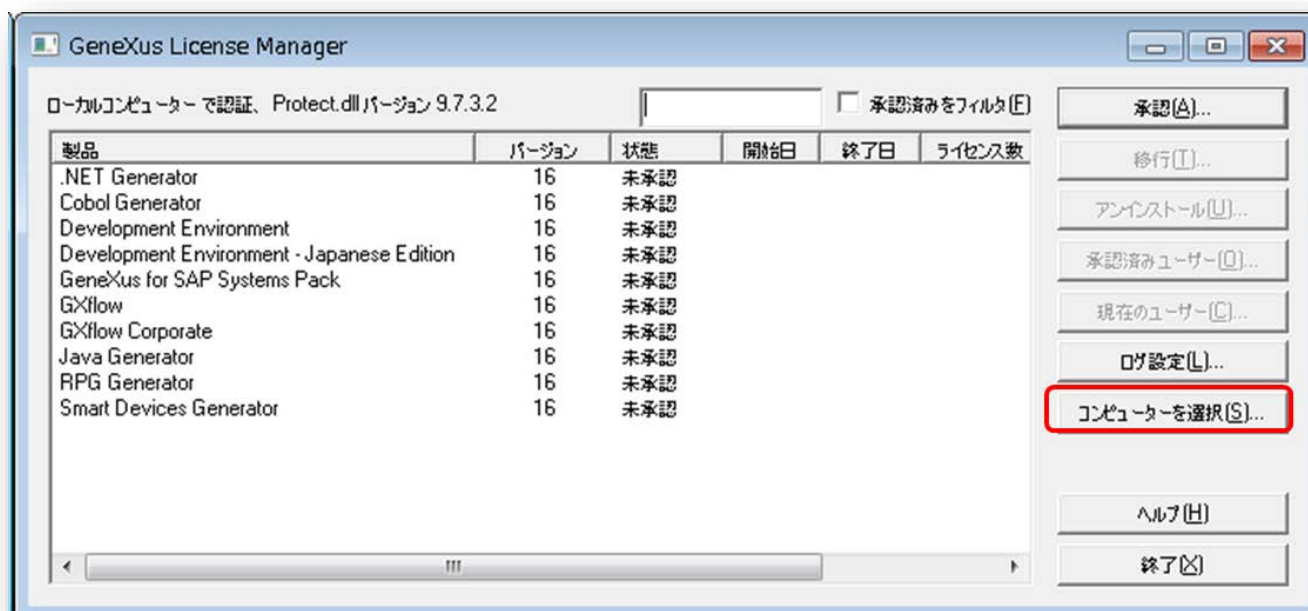 GeneXus License Manager
ローカルコンピューター で認証、 Protect.dll バージョン 9.7.3.2
承認済みをフィルタ(F)
承認(A)...
製品 バージョン 状態 開始日 終了日 ライセンス数
移行(T)...
.NET Generator 16 未承認
Cobol Generator 16 未承認
アンインストール(U)...
Development Environment 16 未承認
Development Environment - Japanese Edition 16 未承認
承認済みユーザー(O)...
GeneXus for SAP Systems Pack 16 未承認
GXflow 16 未承認
現在のユーザー(C)...
GXflow Corporate 16 未承認
Java Generator 16 未承認
ログ設定(L)...
RPG Generator 16 未承認
Smart Devices Generator 16 未承認
コンピューターを選択(S)...
ヘルプ(H)
終了(X)